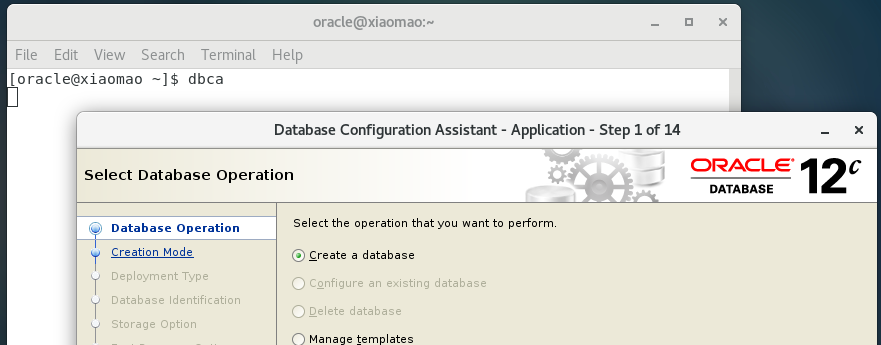 oracle@xiaomao:~
File Edit View Search Terminal Help
[oracle@xiaomao ~]$ dbca
Database Configuration Assistant - Application - Step 1 of 14
Select Database Operation
ORACLE
DATABASE
12c
Database Operation
Creation Mode
Deployment Type
Database Identification
Storage Option
Select the operation that you want to perform.
Create a database
Configure an existing database
Delete database
Manage templates